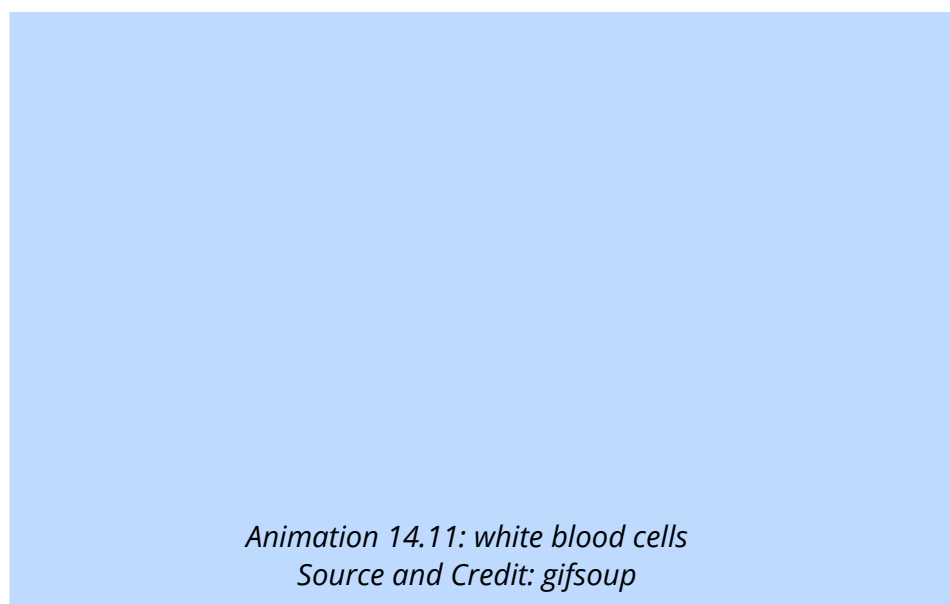 Animation 14.11: white blood cells
Source and Credit: gifsoup